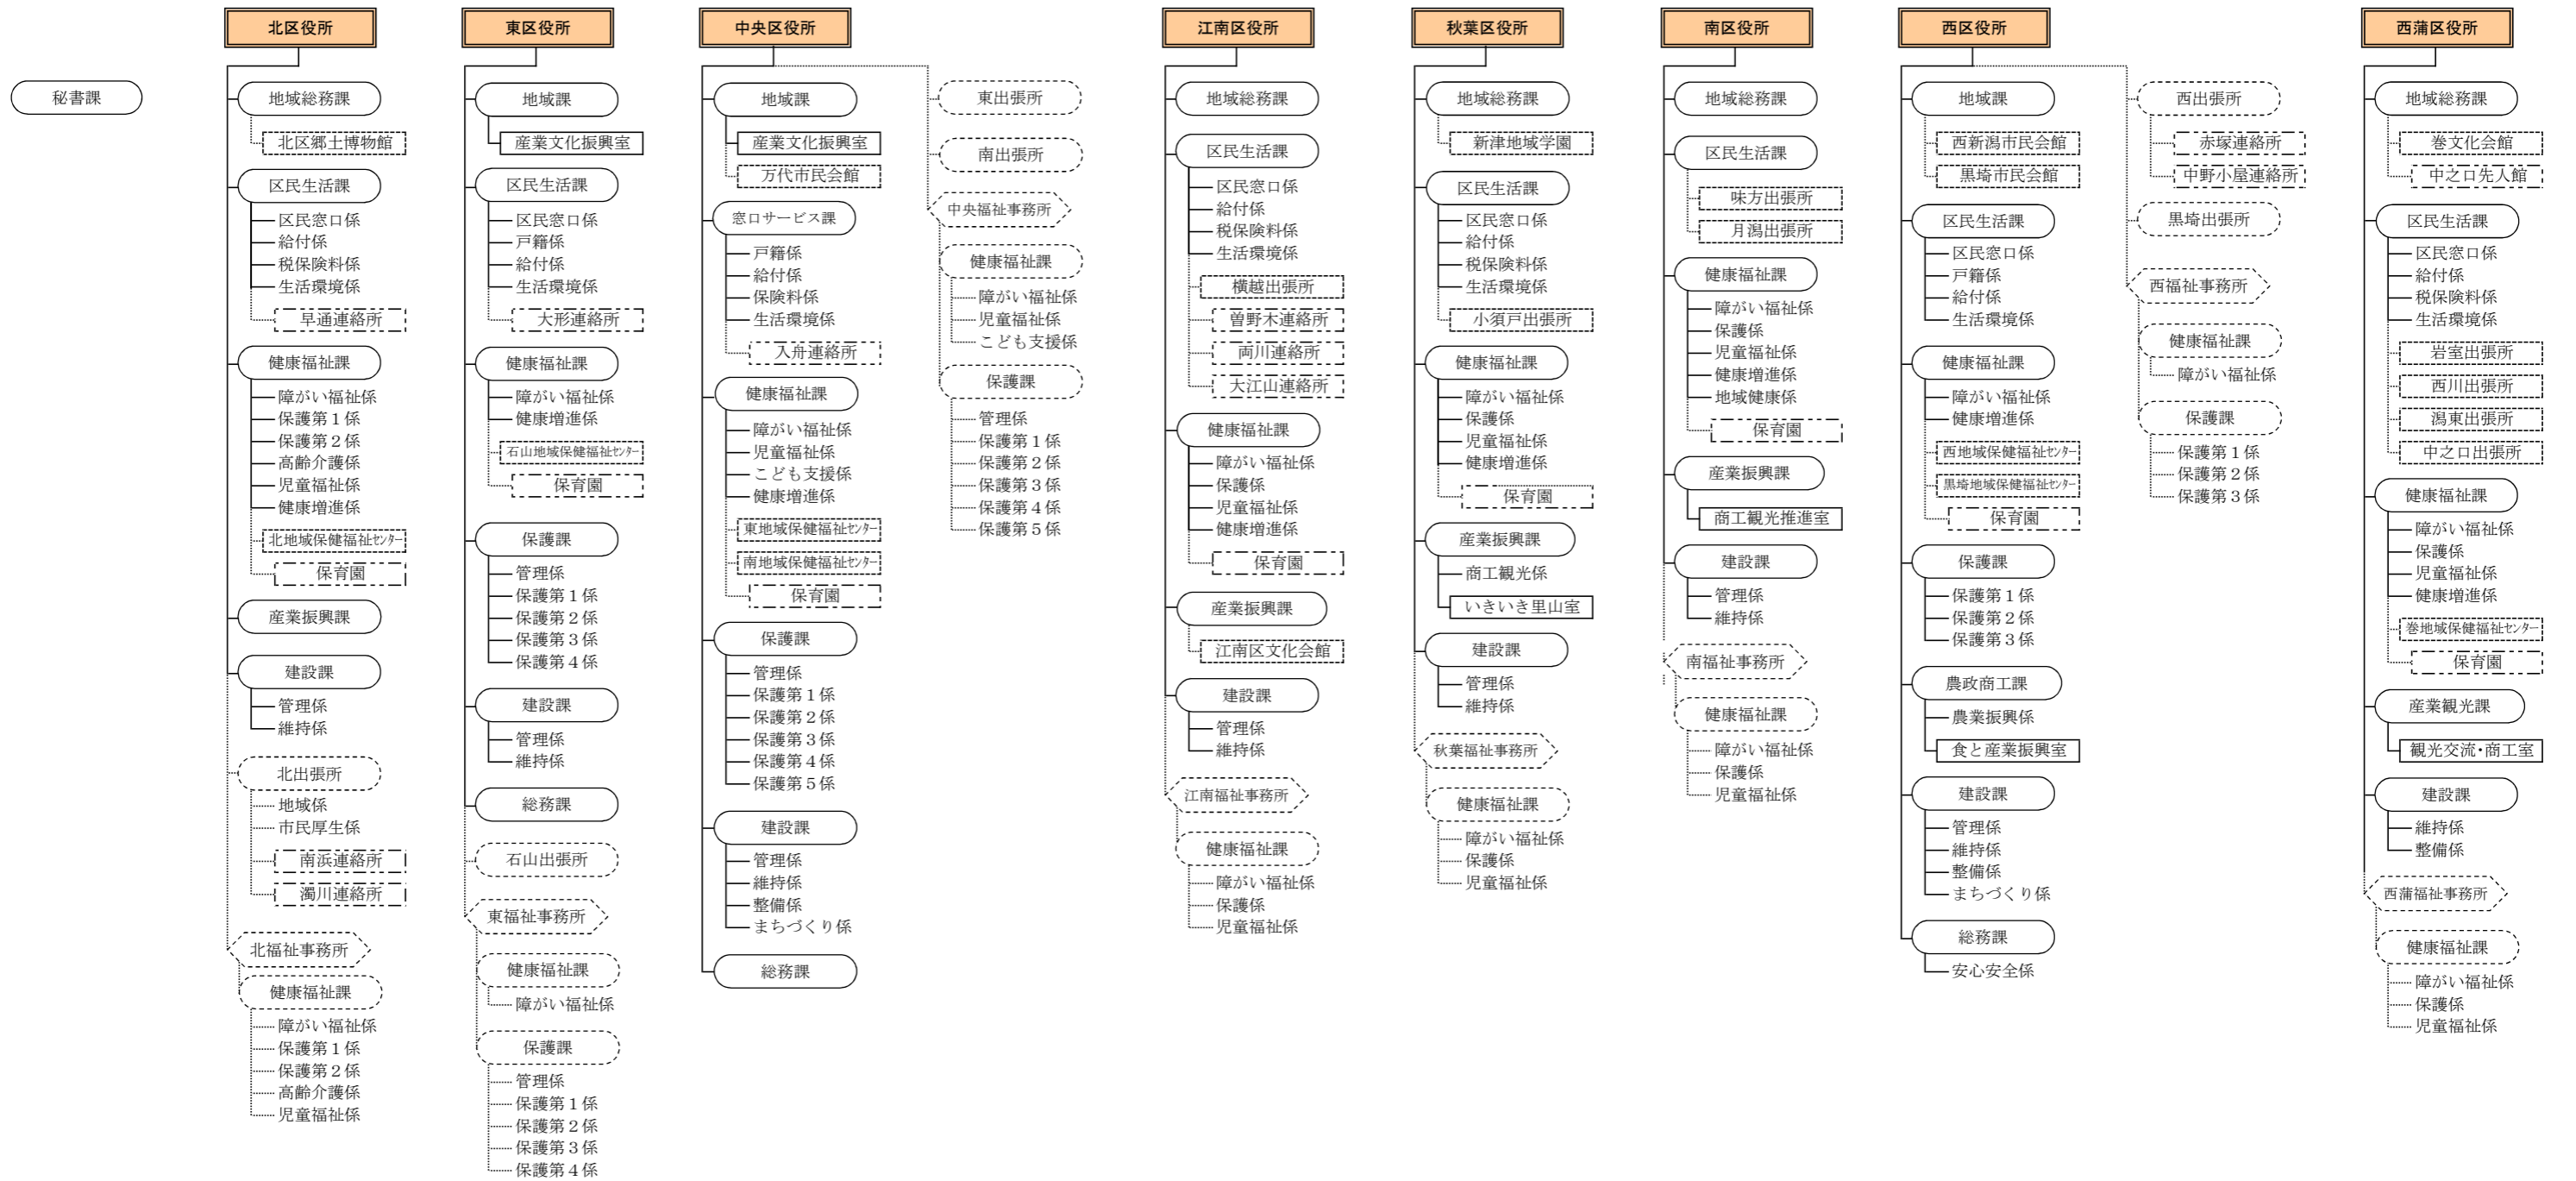 秘書課
北区役所
地域総務課
北区郷土博物館
区民生活課
区民窓口係
給付係
税保険料係
生活環境係
早通連絡所
健康福祉課
障がい福祉係
保護第１係
保護第２係
高齢介護係
児童福祉係
健康増進係
北地域保健福祉センター
保育園
産業振興課
建設課
管理係
維持係
北出張所
地域係
市民厚生係
南浜連絡所
濁川連絡所
北福祉事務所
健康福祉課
障がい福祉係
保護第１係
保護第２係
高齢介護係
児童福祉係
東区役所
地域課
産業文化振興室
区民生活課
区民窓口係
戸籍係
給付係
生活環境係
大形連絡所
健康福祉課
障がい福祉係
健康増進係
石山地域保健福祉センター
保育園
保護課
管理係
保護第１係
保護第２係
保護第３係
保護第４係
建設課
管理係
維持係
総務課
石山出張所
東福祉事務所
健康福祉課
障がい福祉係
保護課
管理係
保護第１係
保護第２係
保護第３係
保護第４係
中央区役所
地域課
産業文化振興室
万代市民会館
窓口サービス課
戸籍係
給付係
保険料係
生活環境係
入舟連絡所
健康福祉課
障がい福祉係
児童福祉係
こども支援係
健康増進係
東地域保健福祉センター
南地域保健福祉センター
保育園
保護課
管理係
保護第１係
保護第２係
保護第３係
保護第４係
保護第５係
建設課
管理係
維持係
整備係
まちづくり係
総務課
東出張所
南出張所
中央福祉事務所
健康福祉課
障がい福祉係
児童福祉係
こども支援係
保護課
管理係
保護第１係
保護第２係
保護第３係
保護第４係
保護第５係
江南区役所
地域総務課
区民生活課
区民窓口係
給付係
税保険料係
生活環境係
横越出張所
曽野木連絡所
両川連絡所
大江山連絡所
健康福祉課
障がい福祉係
保護係
児童福祉係
健康増進係
保育園
産業振興課
江南区文化会館
建設課
管理係
維持係
江南福祉事務所
健康福祉課
障がい福祉係
保護係
児童福祉係
秋葉区役所
地域総務課
新津地域学園
区民生活課
区民窓口係
給付係
税保険料係
生活環境係
小須戸出張所
健康福祉課
障がい福祉係
保護係
児童福祉係
健康増進係
保育園
産業振興課
商工観光係
いきいき里山室
建設課
管理係
維持係
秋葉福祉事務所
健康福祉課
障がい福祉係
保護係
児童福祉係
南区役所
地域総務課
区民生活課
味方出張所
月潟出張所
健康福祉課
障がい福祉係
保護係
児童福祉係
健康増進係
地域健康係
保育園
産業振興課
商工観光推進室
建設課
管理係
維持係
南福祉事務所
健康福祉課
障がい福祉係
保護係
児童福祉係
西区役所
地域課
西新潟市民会館
黒埼市民会館
区民生活課
区民窓口係
戸籍係
給付係
生活環境係
健康福祉課
障がい福祉係
健康増進係
西地域保健福祉センター
黒埼地域保健福祉センター
保育園
保護課
保護第１係
保護第２係
保護第３係
農政商工課
農業振興係
食と産業振興室
建設課
管理係
維持係
整備係
まちづくり係
総務課
安心安全係
西出張所
赤塚連絡所
中野小屋連絡所
黒埼出張所
西福祉事務所
健康福祉課
障がい福祉係
保護課
保護第１係
保護第２係
保護第３係
西蒲区役所
地域総務課
巻文化会館
中之口先人館
区民生活課
区民窓口係
給付係
税保険料係
生活環境係
岩室出張所
西川出張所
潟東出張所
中之口出張所
健康福祉課
障がい福祉係
保護係
児童福祉係
健康増進係
巻地域保健福祉センター
保育園
産業観光課
観光交流・商工室
建設課
維持係
整備係
西蒲福祉事務所
健康福祉課
障がい福祉係
保護係
児童福祉係